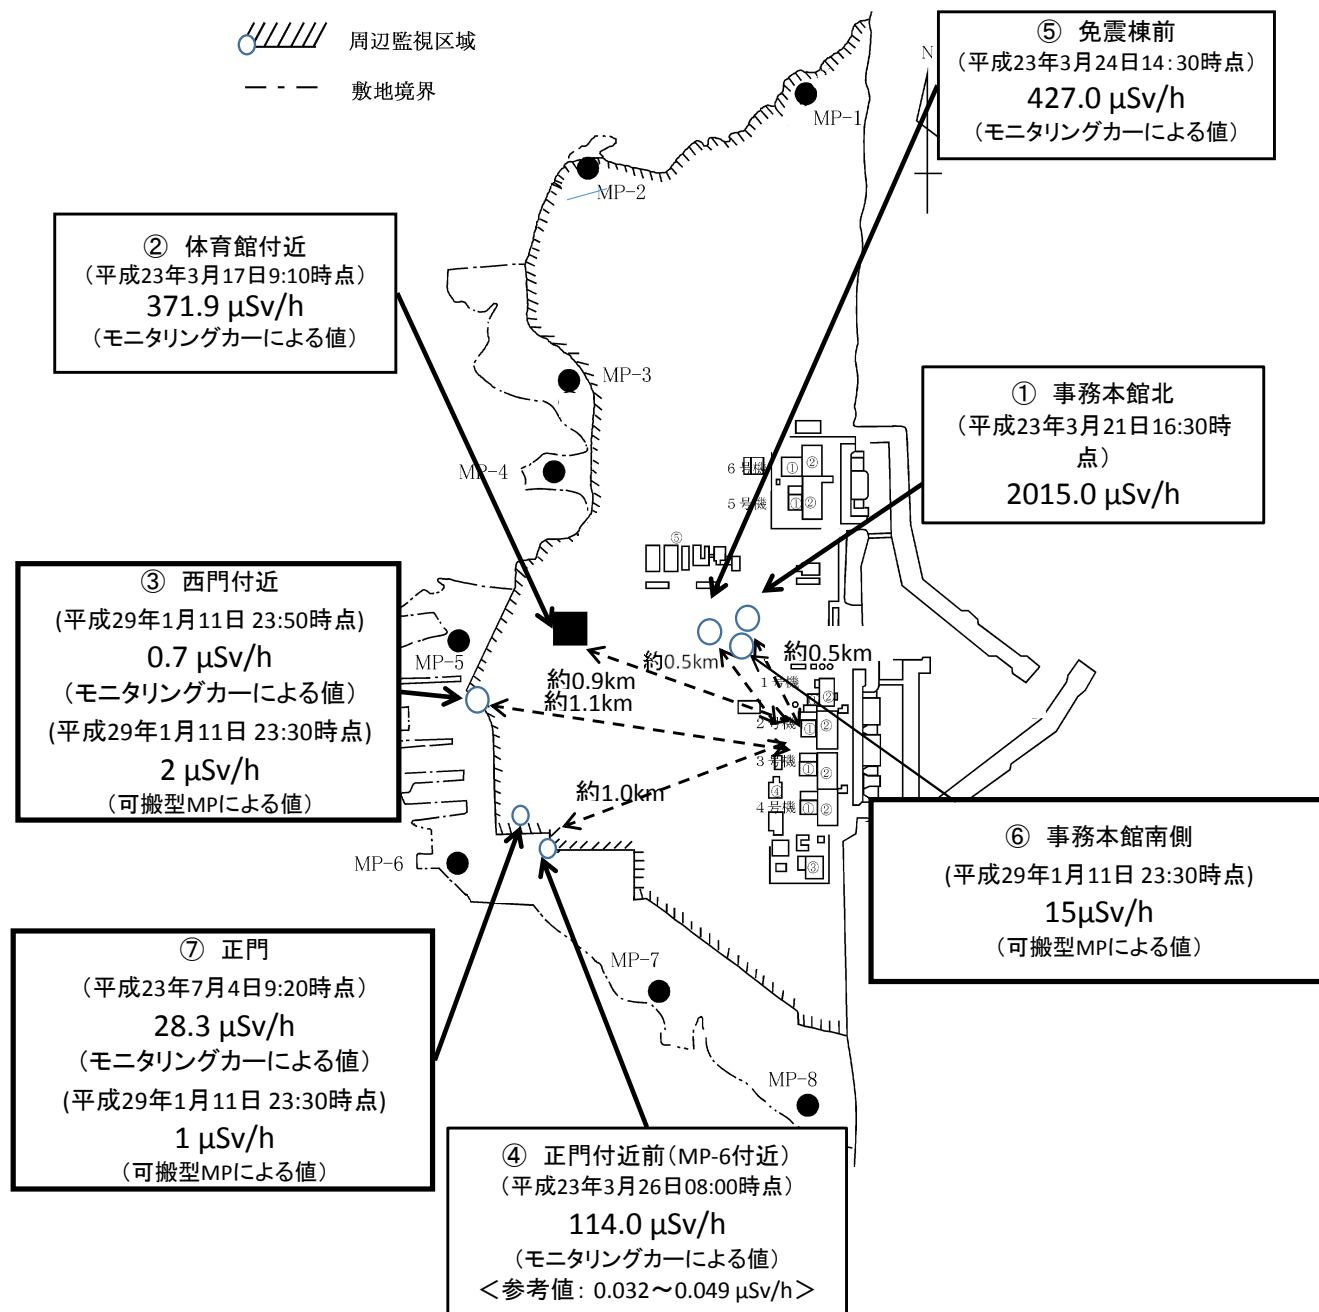 周辺監視区域
敷地境界
⑤ 免震棟前
（平成23年3月24日14：30時点）
427.0 µSv/h
（モニタリングカーによる値）
N
MP-1
MP-2
② 体育館付近
（平成23年3月17日9:10時点）
371.9 µSv/h
（モニタリングカーによる値）
MP-3
① 事務本館北
（平成23年3月21日16:30時
点）
2015.0 µSv/h
MP-4
6号機
①
②
5号機
①
②
⑤
③ 西門付近
(平成29年1月11日 23:50時点)
0.7 µSv/h
（モニタリングカーによる値）
(平成29年1月11日 23:30時点)
2 µSv/h
（可搬型MPによる値）
MP-5
約0.9km
約1.1km
約0.5km
約0.5km
1号機
②
2号機
①
②
3号機
①
②
④
4号機
①
②
③
約1.0km
MP-6
⑥ 事務本館南側
(平成29年1月11日 23:30時点)
15µSv/h
（可搬型MPによる値）
⑦ 正門
（平成23年7月4日9:20時点）
28.3 µSv/h
（モニタリングカーによる値）
(平成29年1月11日 23:30時点)
1 µSv/h
（可搬型MPによる値）
MP-7
MP-8
④ 正門付近前（MP-6付近）
（平成23年3月26日08:00時点）
114.0 µSv/h
（モニタリングカーによる値）
＜参考値： 0.032～0.049 µSv/h＞